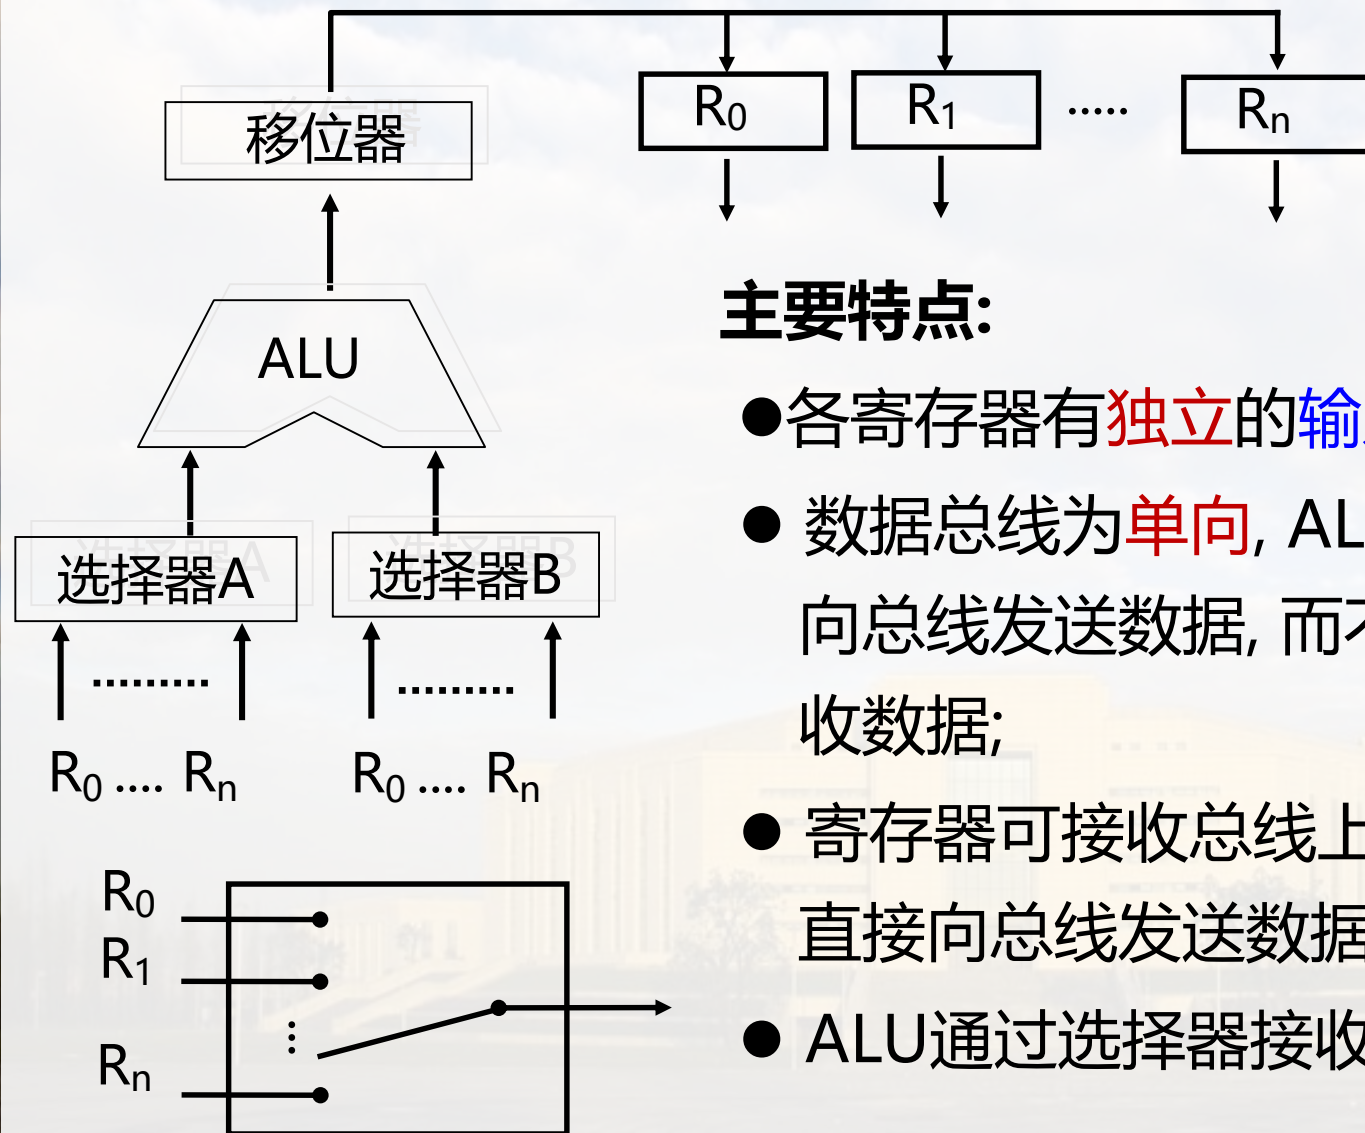 移位器
R0
R1
.....
Rn
ALU
主要特点:
●各寄存器有独立的输
选择器A
选择器B
● 数据总线为单向, AL
向总线发送数据, 而不
收数据;
R0 .... Rn
R0 .... Rn
● 寄存器可接收总线上
直接向总线发送数据
R0
R1
Rn
● ALU通过选择器接收